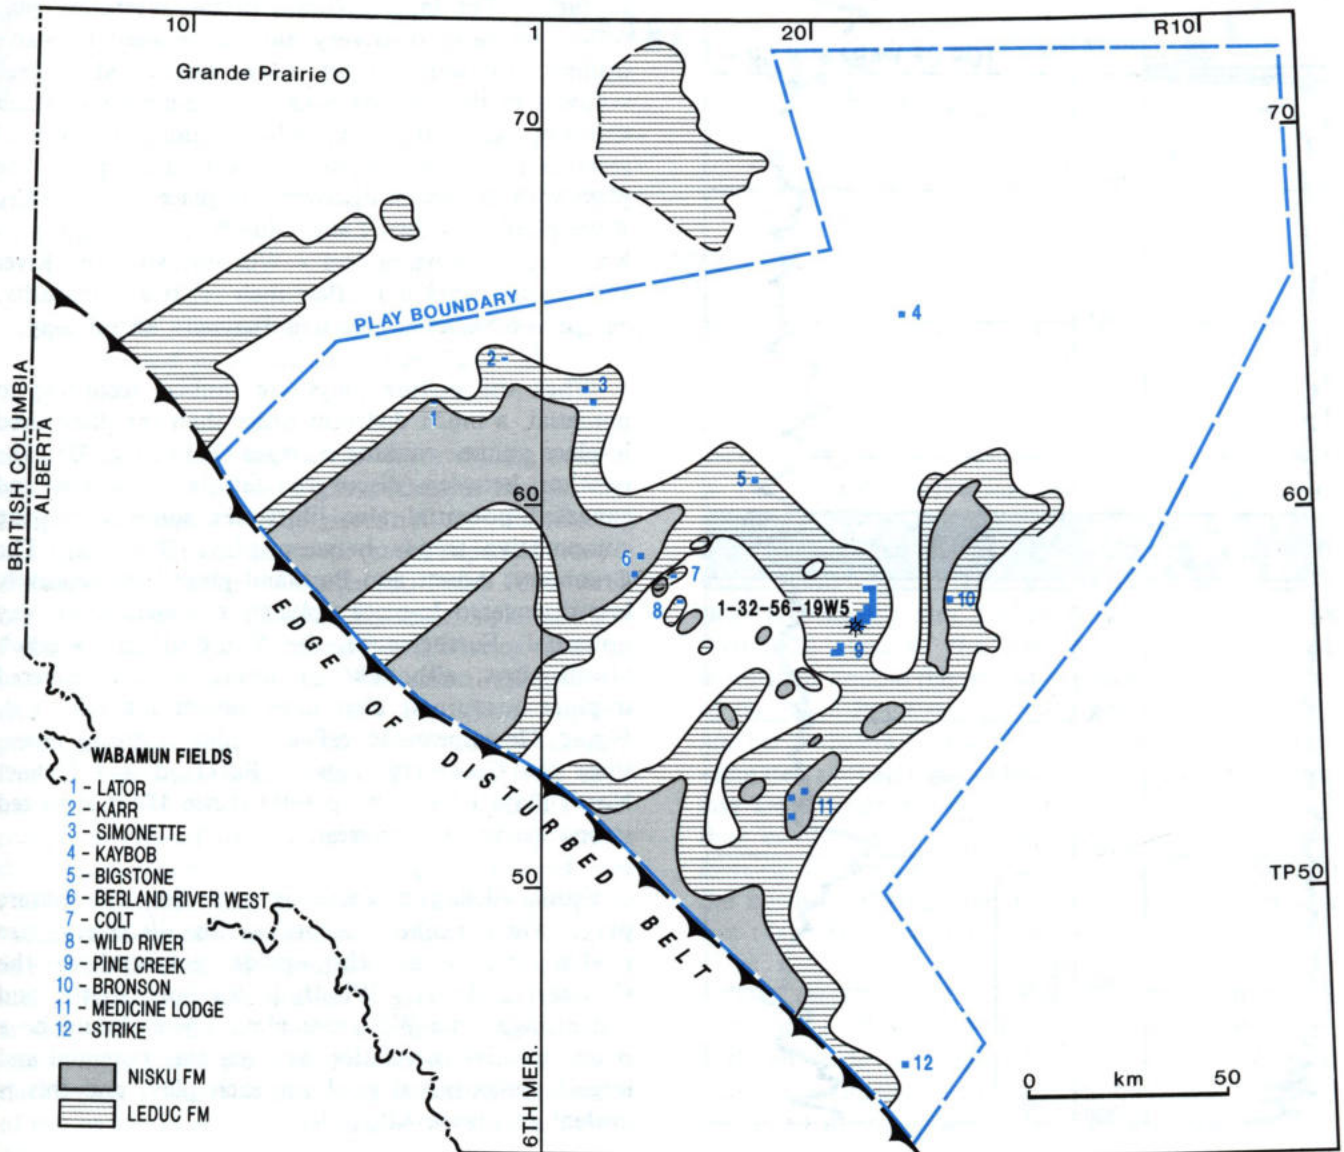 10
1
20
R10
Grande Prairie
70
70
PLAY BOUNDARY
4
2
3
1
BRITISH COLUMBIA
ALBERTA
5
60
60
6
7
8
1-32-56-19W5
10
9
EDGE OF DISTURBED BELT
11
50
TP50
12
WABAMUN FIELDS
1 - LATOR
2 - KARR
3 - SIMONETTE
4 - KAYBOB
5 - BIGSTONE
6 - BERLAND RIVER WEST
7 - COLT
8 - WILD RIVER
9 - PINE CREEK
10 - BRONSON
11 - MEDICINE LODGE
12 - STRIKE
NISKU FM
LEDUC FM
6TH MER.
0 km 50